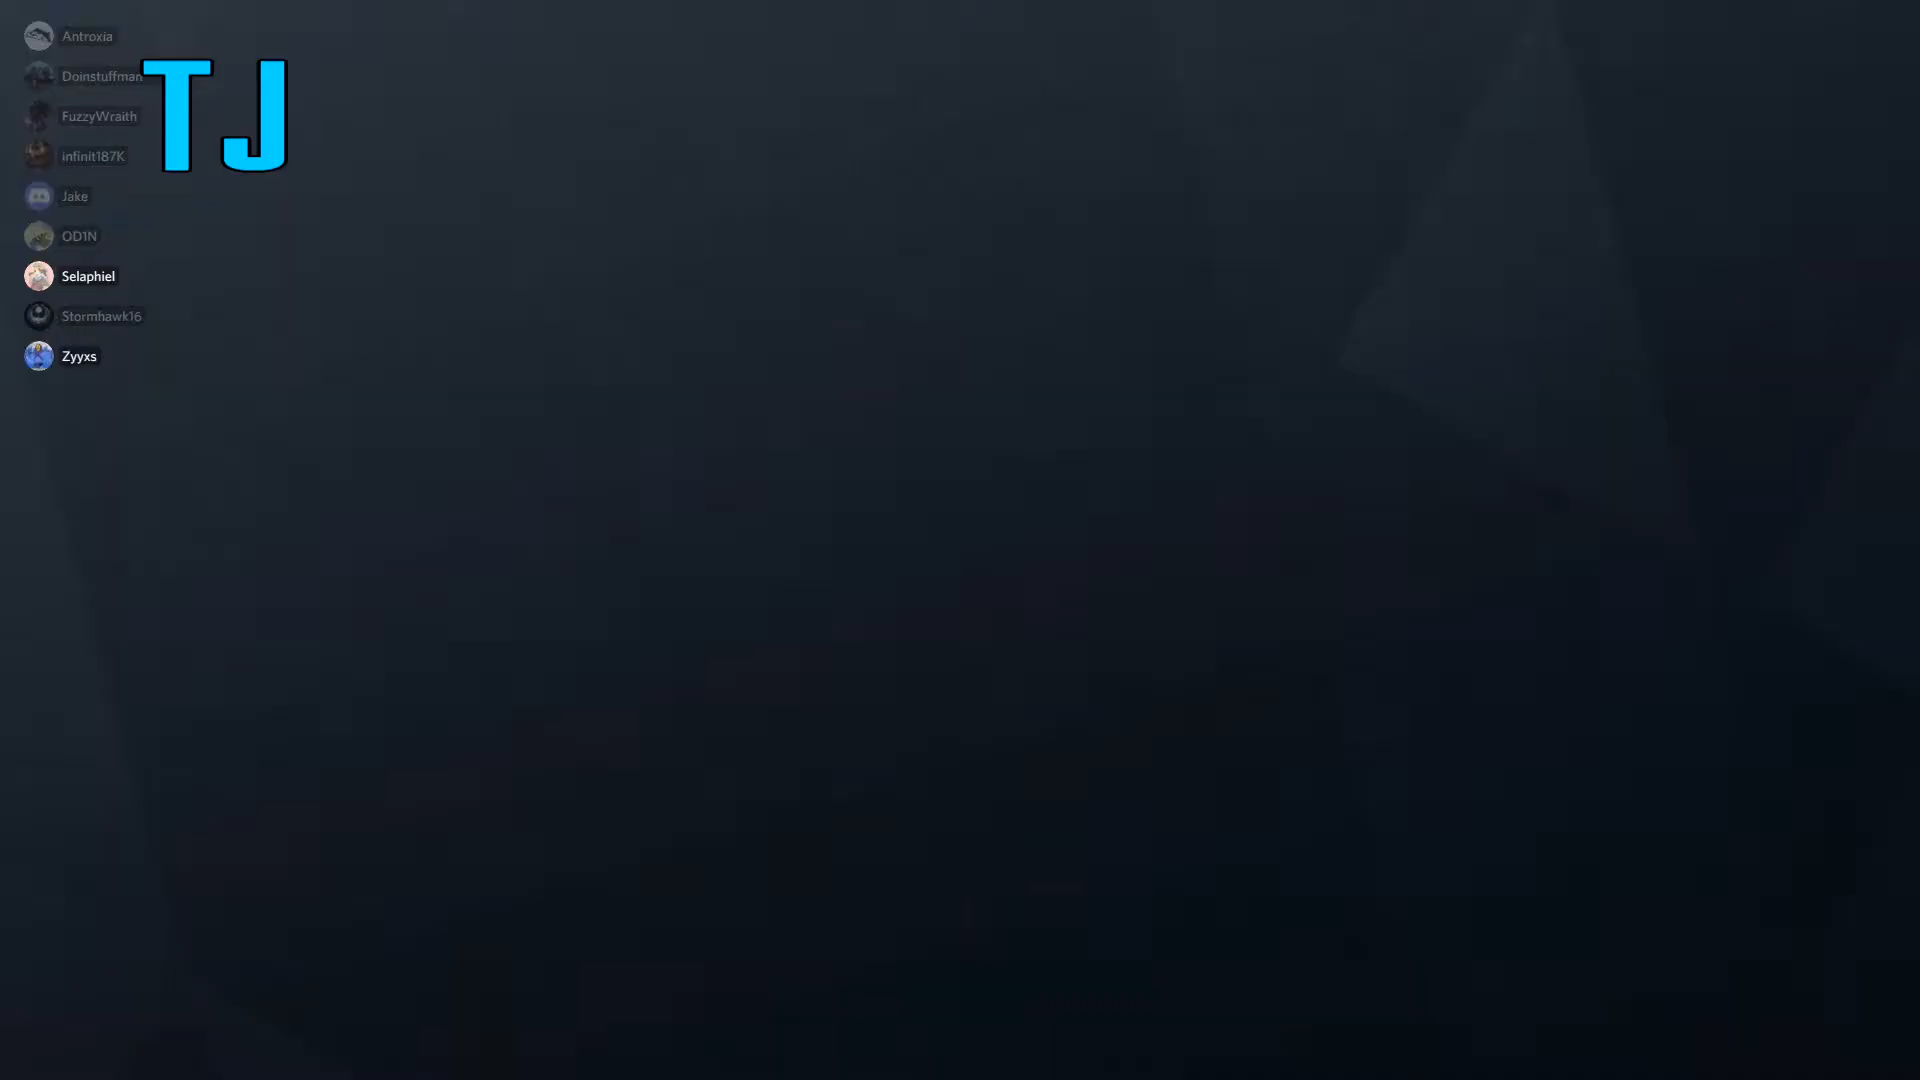 Antroxia
Doinstuffman
TJ
FuzzyWraith
infinit187K
Jake
OD1N
Selaphiel
Stormhawk16
Zyyxs